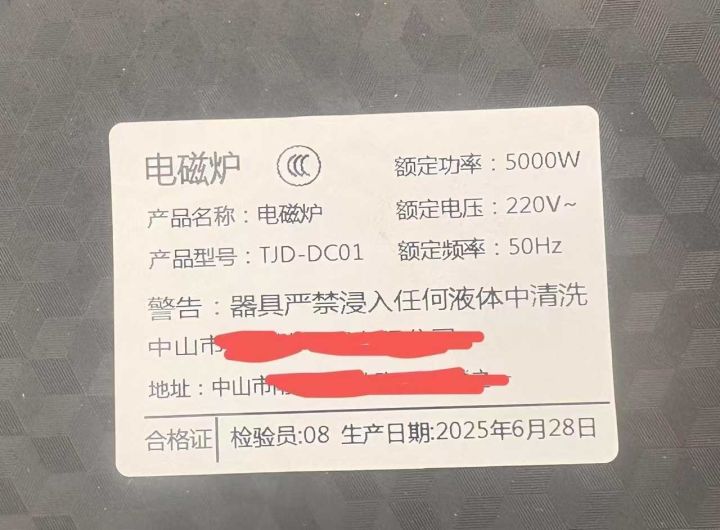 电磁炉 CCC 额定功率：5000W
产品名称：电磁炉 额定电压：220V~
产品型号：TJD-DC01 额定频率：50Hz
警告：器具严禁浸入任何液体中清洗
中山市
地址：中山市
合格证 检验员:08 生产日期:2025年6月28日